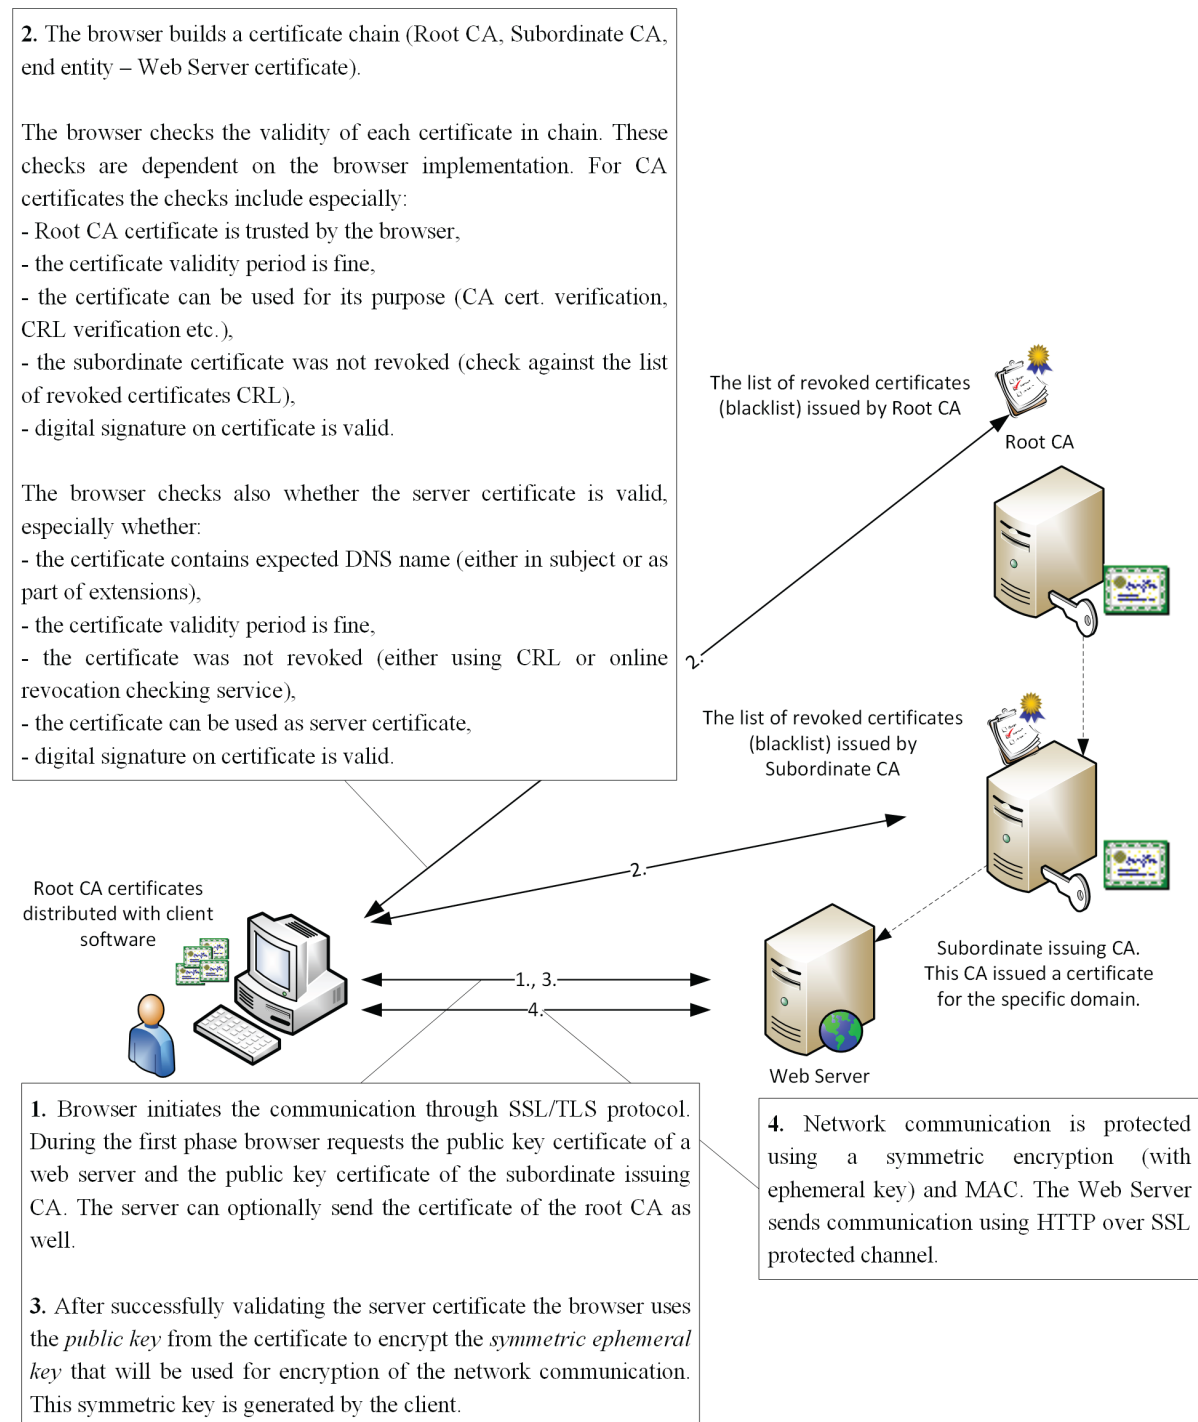 2. The browser builds a certificate chain (Root CA, Subordinate CA,
end entity – Web Server certificate).
The browser checks the validity of each certificate in chain. These
checks are dependent on the browser implementation. For CA
certificates the checks include especially:
- Root CA certificate is trusted by the browser,
- the certificate validity period is fine,
- the certificate can be used for its purpose (CA cert. verification,
CRL verification etc.),
- the subordinate certificate was not revoked (check against the list
of revoked certificates CRL),
- digital signature on certificate is valid.
The browser checks also whether the server certificate is valid,
especially whether:
- the certificate contains expected DNS name (either in subject or as
part of extensions),
- the certificate validity period is fine,
- the certificate was not revoked (either using CRL or online
revocation checking service),
- the certificate can be used as server certificate,
- digital signature on certificate is valid.
The list of revoked certificates
(blacklist) issued by Root CA
Root CA
2.
The list of revoked certificates
(blacklist) issued by
Subordinate CA
2.
Root CA certificates
distributed with client
software
1., 3.
4.
Subordinate issuing CA.
This CA issued a certificate
for the specific domain.
Web Server
1. Browser initiates the communication through SSL/TLS protocol.
During the first phase browser requests the public key certificate of a
web server and the public key certificate of the subordinate issuing
CA. The server can optionally send the certificate of the root CA as
well.
3. After successfully validating the server certificate the browser uses
the public key from the certificate to encrypt the symmetric ephemeral
key that will be used for encryption of the network communication.
This symmetric key is generated by the client.
4. Network communication is protected
using a symmetric encryption (with
ephemeral key) and MAC. The Web Server
sends communication using HTTP over SSL
protected channel.